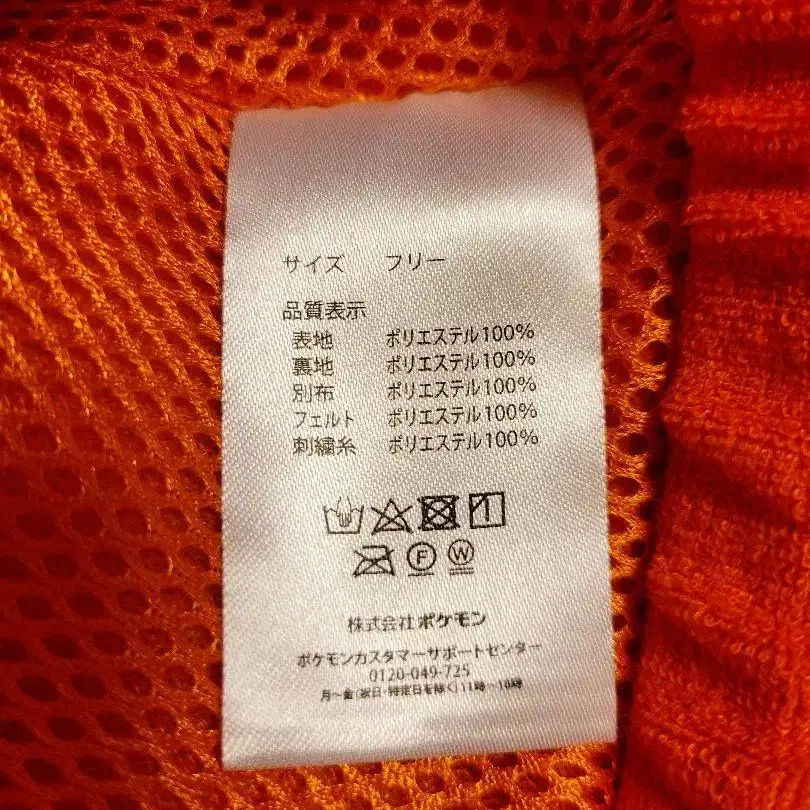 サイズ フリー
品質表示
表地 ポリエステル100%
裏地 ポリエステル100%
別布 ポリエステル100%
フェルト ポリエステル100%
刺繍糸 ポリエステル100%
F W
株式会社ポケモン
ポケモンカスタマーサポートセンター
0120-049-725
月〜金(祝日・特定日を除く)11時〜18時